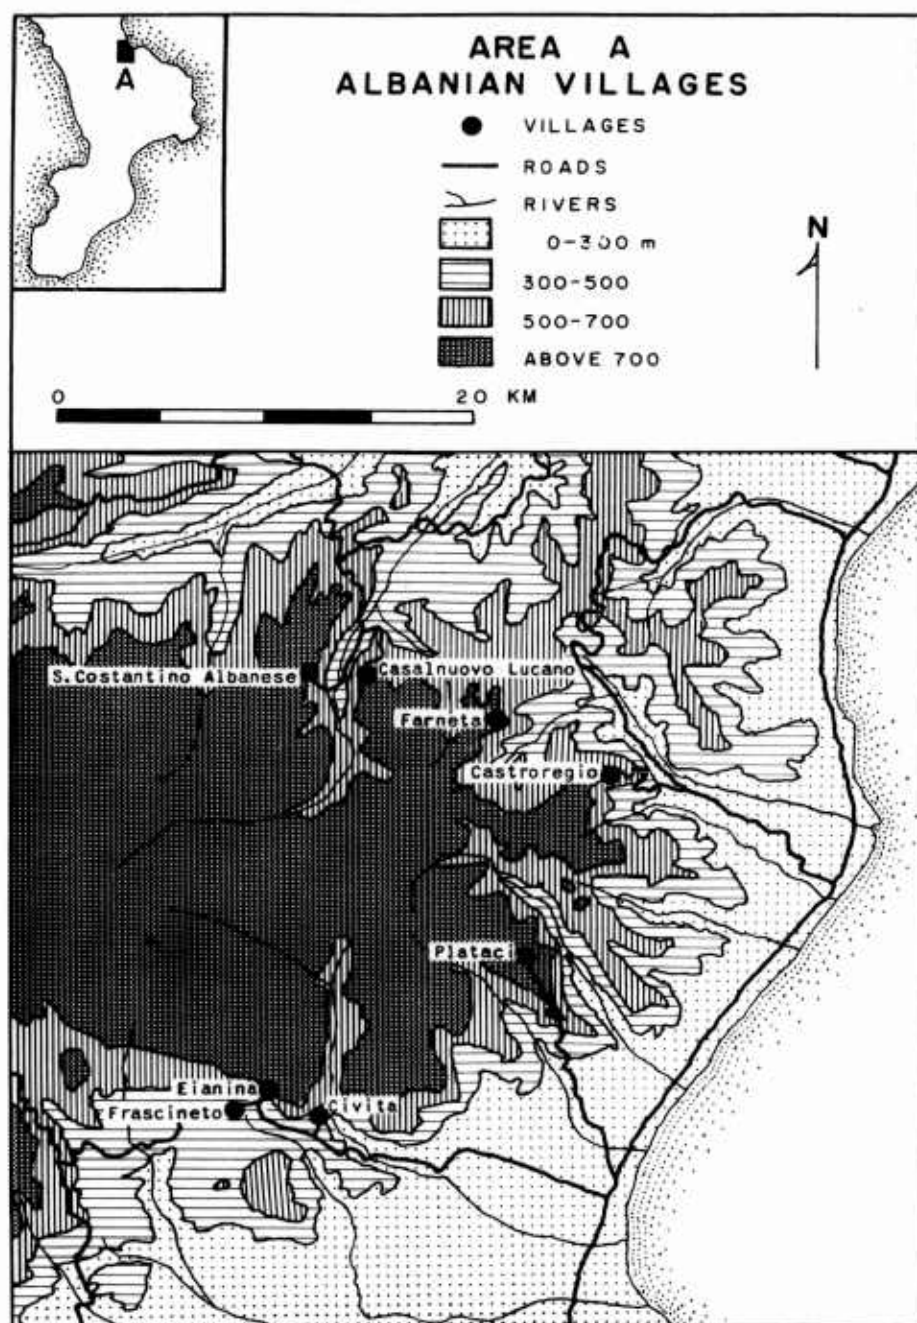 A
AREA A
ALBANIAN VILLAGES
VILLAGES
ROADS
RIVERS
0-300 m
300-500
500-700
ABOVE 700
N
0 20 KM
S.Costantino Albanese
Casalnuovo Lucano
Farneta
Castroregio
Plataci
Eianina
Frascineto
Civita